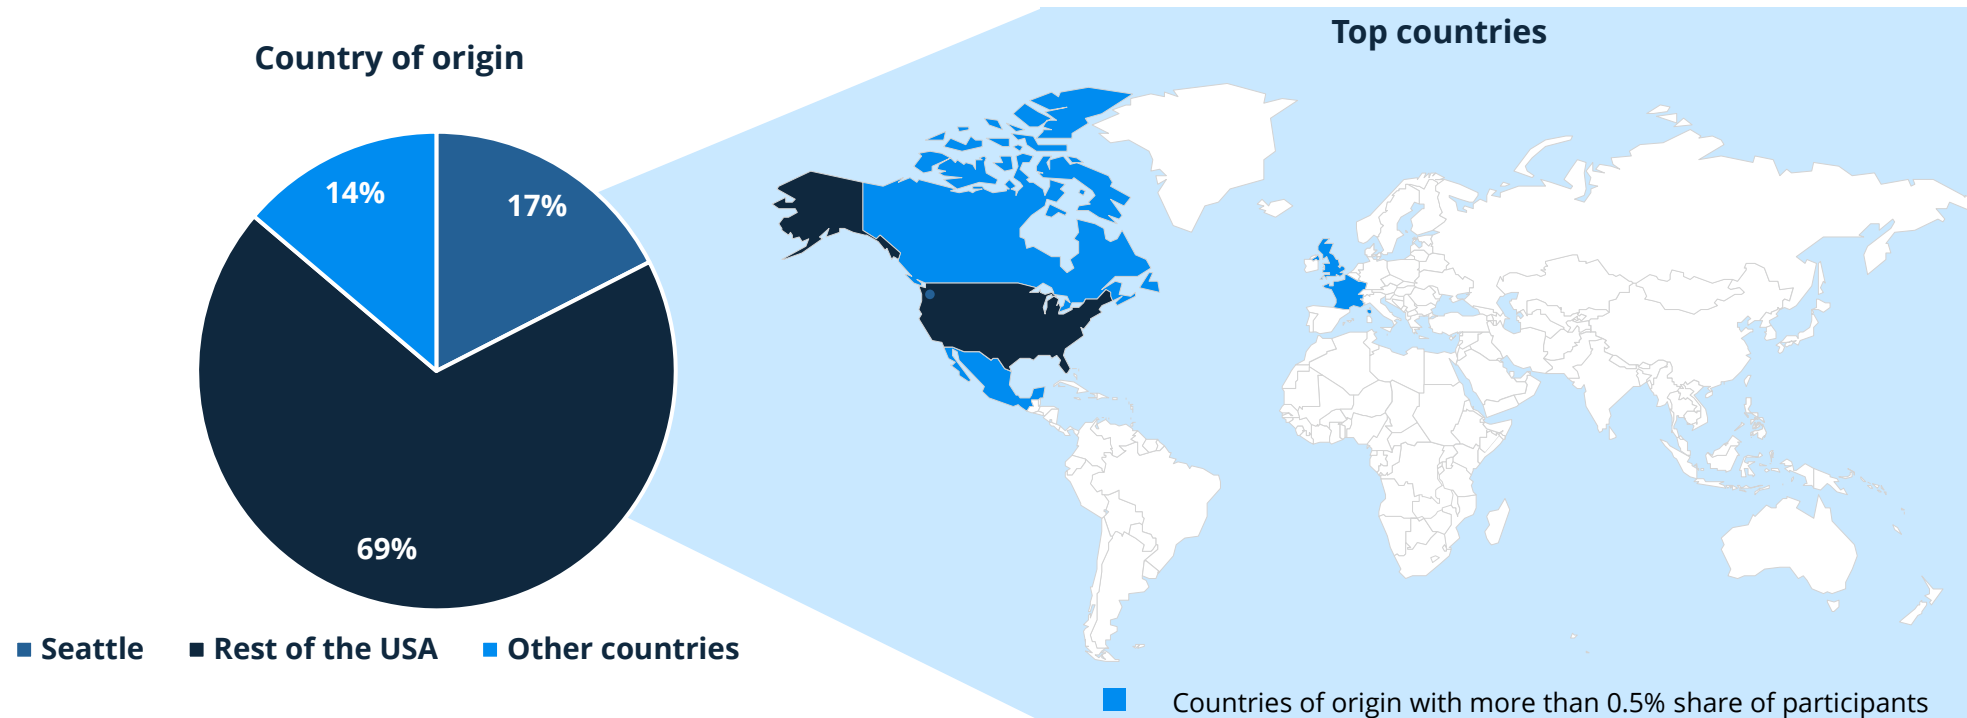 Country of origin
14%
17%
69%
Seattle
Rest of the USA
Other countries
Top countries
Countries of origin with more than 0.5% share of participants